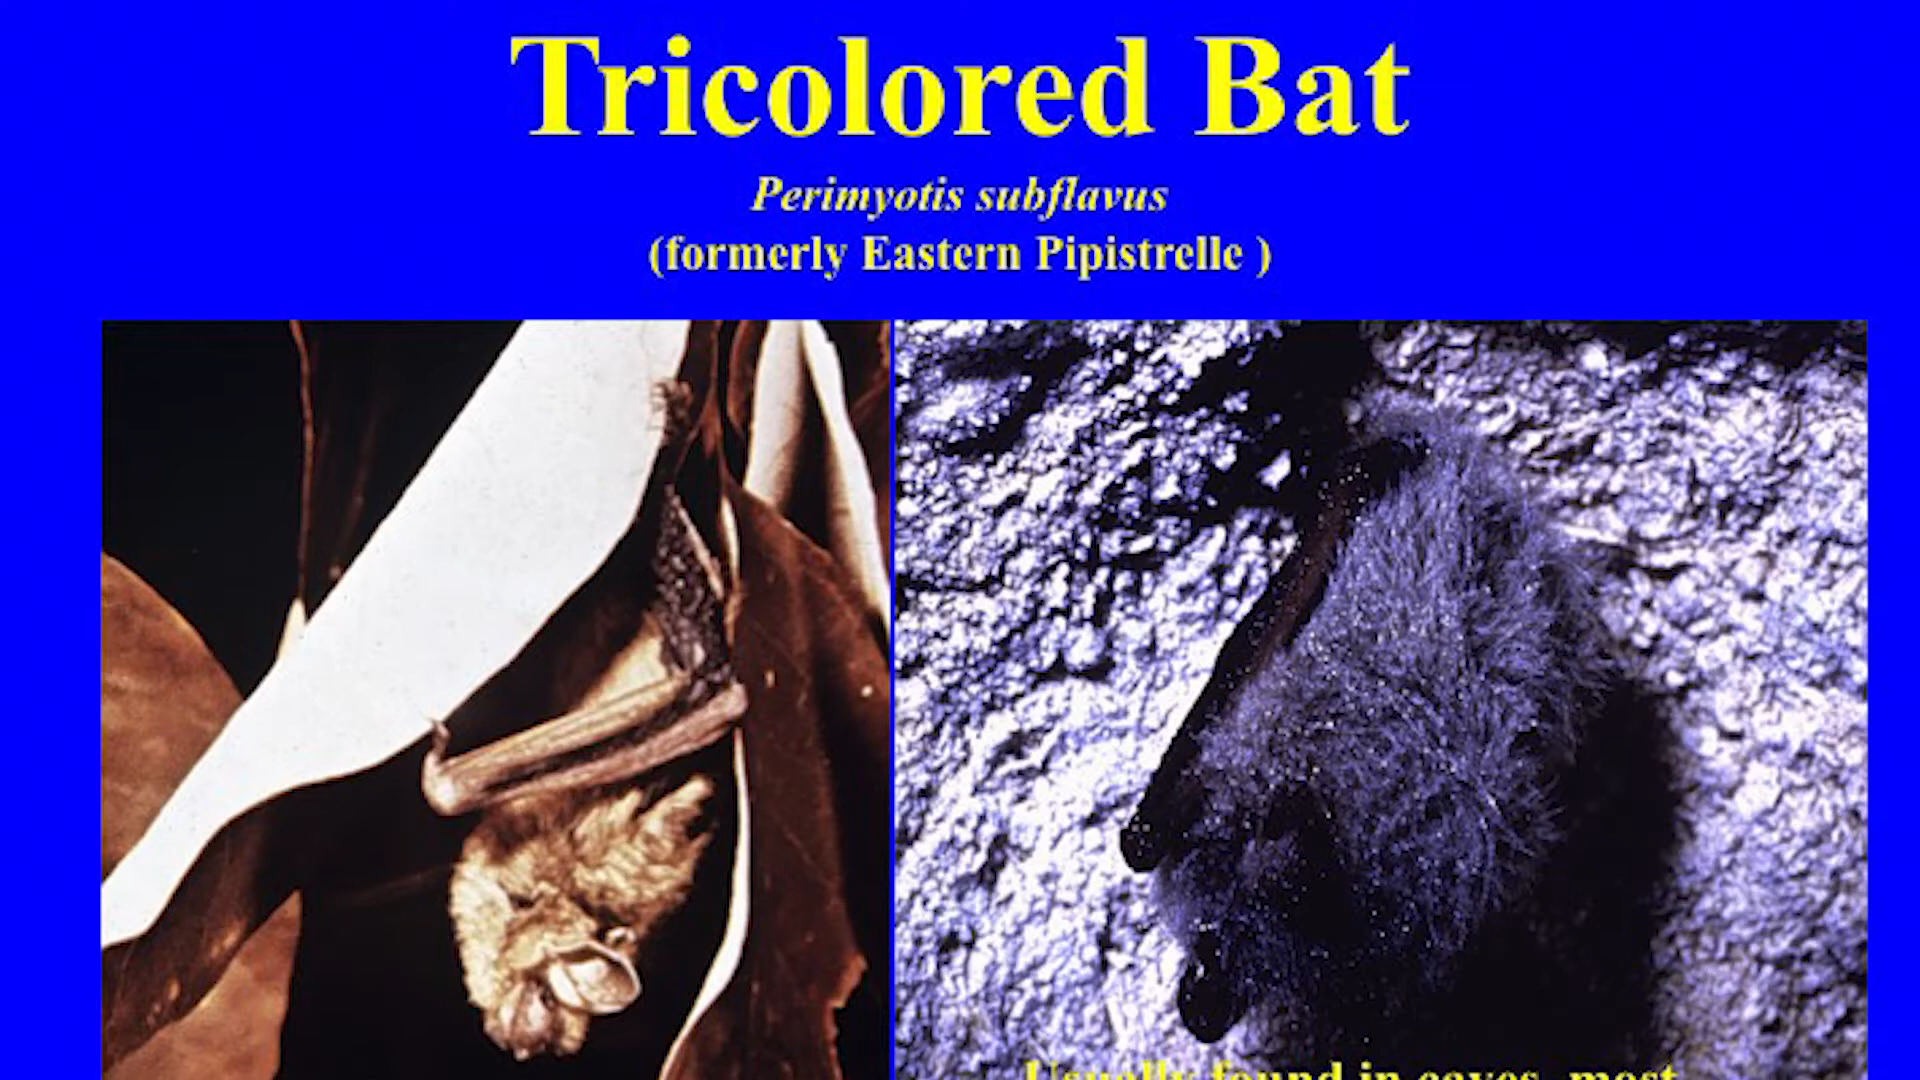 Tricolored Bat
Perimyotis subflavus
(formerly Eastern Pipistrelle )
Usually found in caves, most